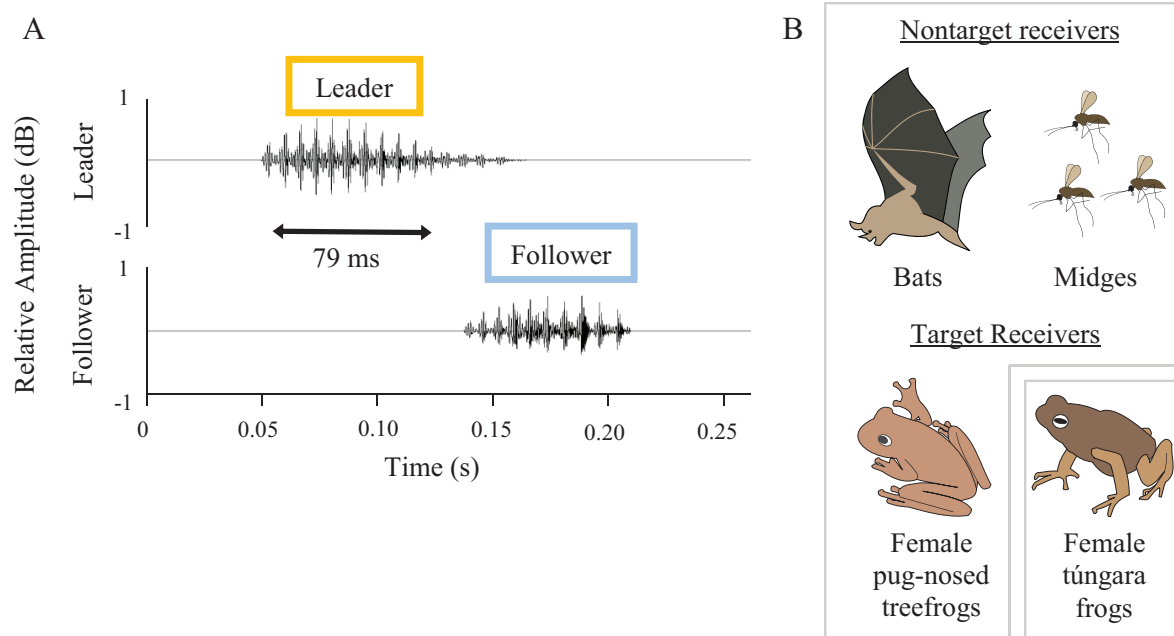 A
Relative Amplitude (dB)
Leader
1
-1
Leader
79 ms
Follower
1
-1
Follower
0
0.05
0.10
0.15
0.20
0.25
Time (s)
B
Nontarget receivers
Bats
Midges
Target Receivers
Female
pug-nosed
treefrogs
Female
túngara
frogs